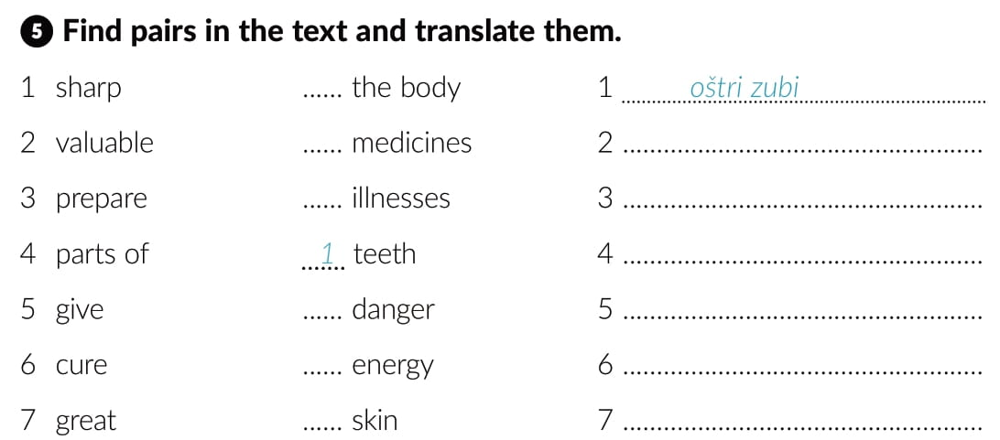 5 Find pairs in the text and translate them.
1 sharp ...... the body 1 oštri zubi
2 valuable ...... medicines 2 ......
3 prepare ...... illnesses 3 ......
4 parts of 1 teeth 4 ......
5 give ...... danger 5 ......
6 cure ...... energy 6 ......
7 great ...... skin 7 ......